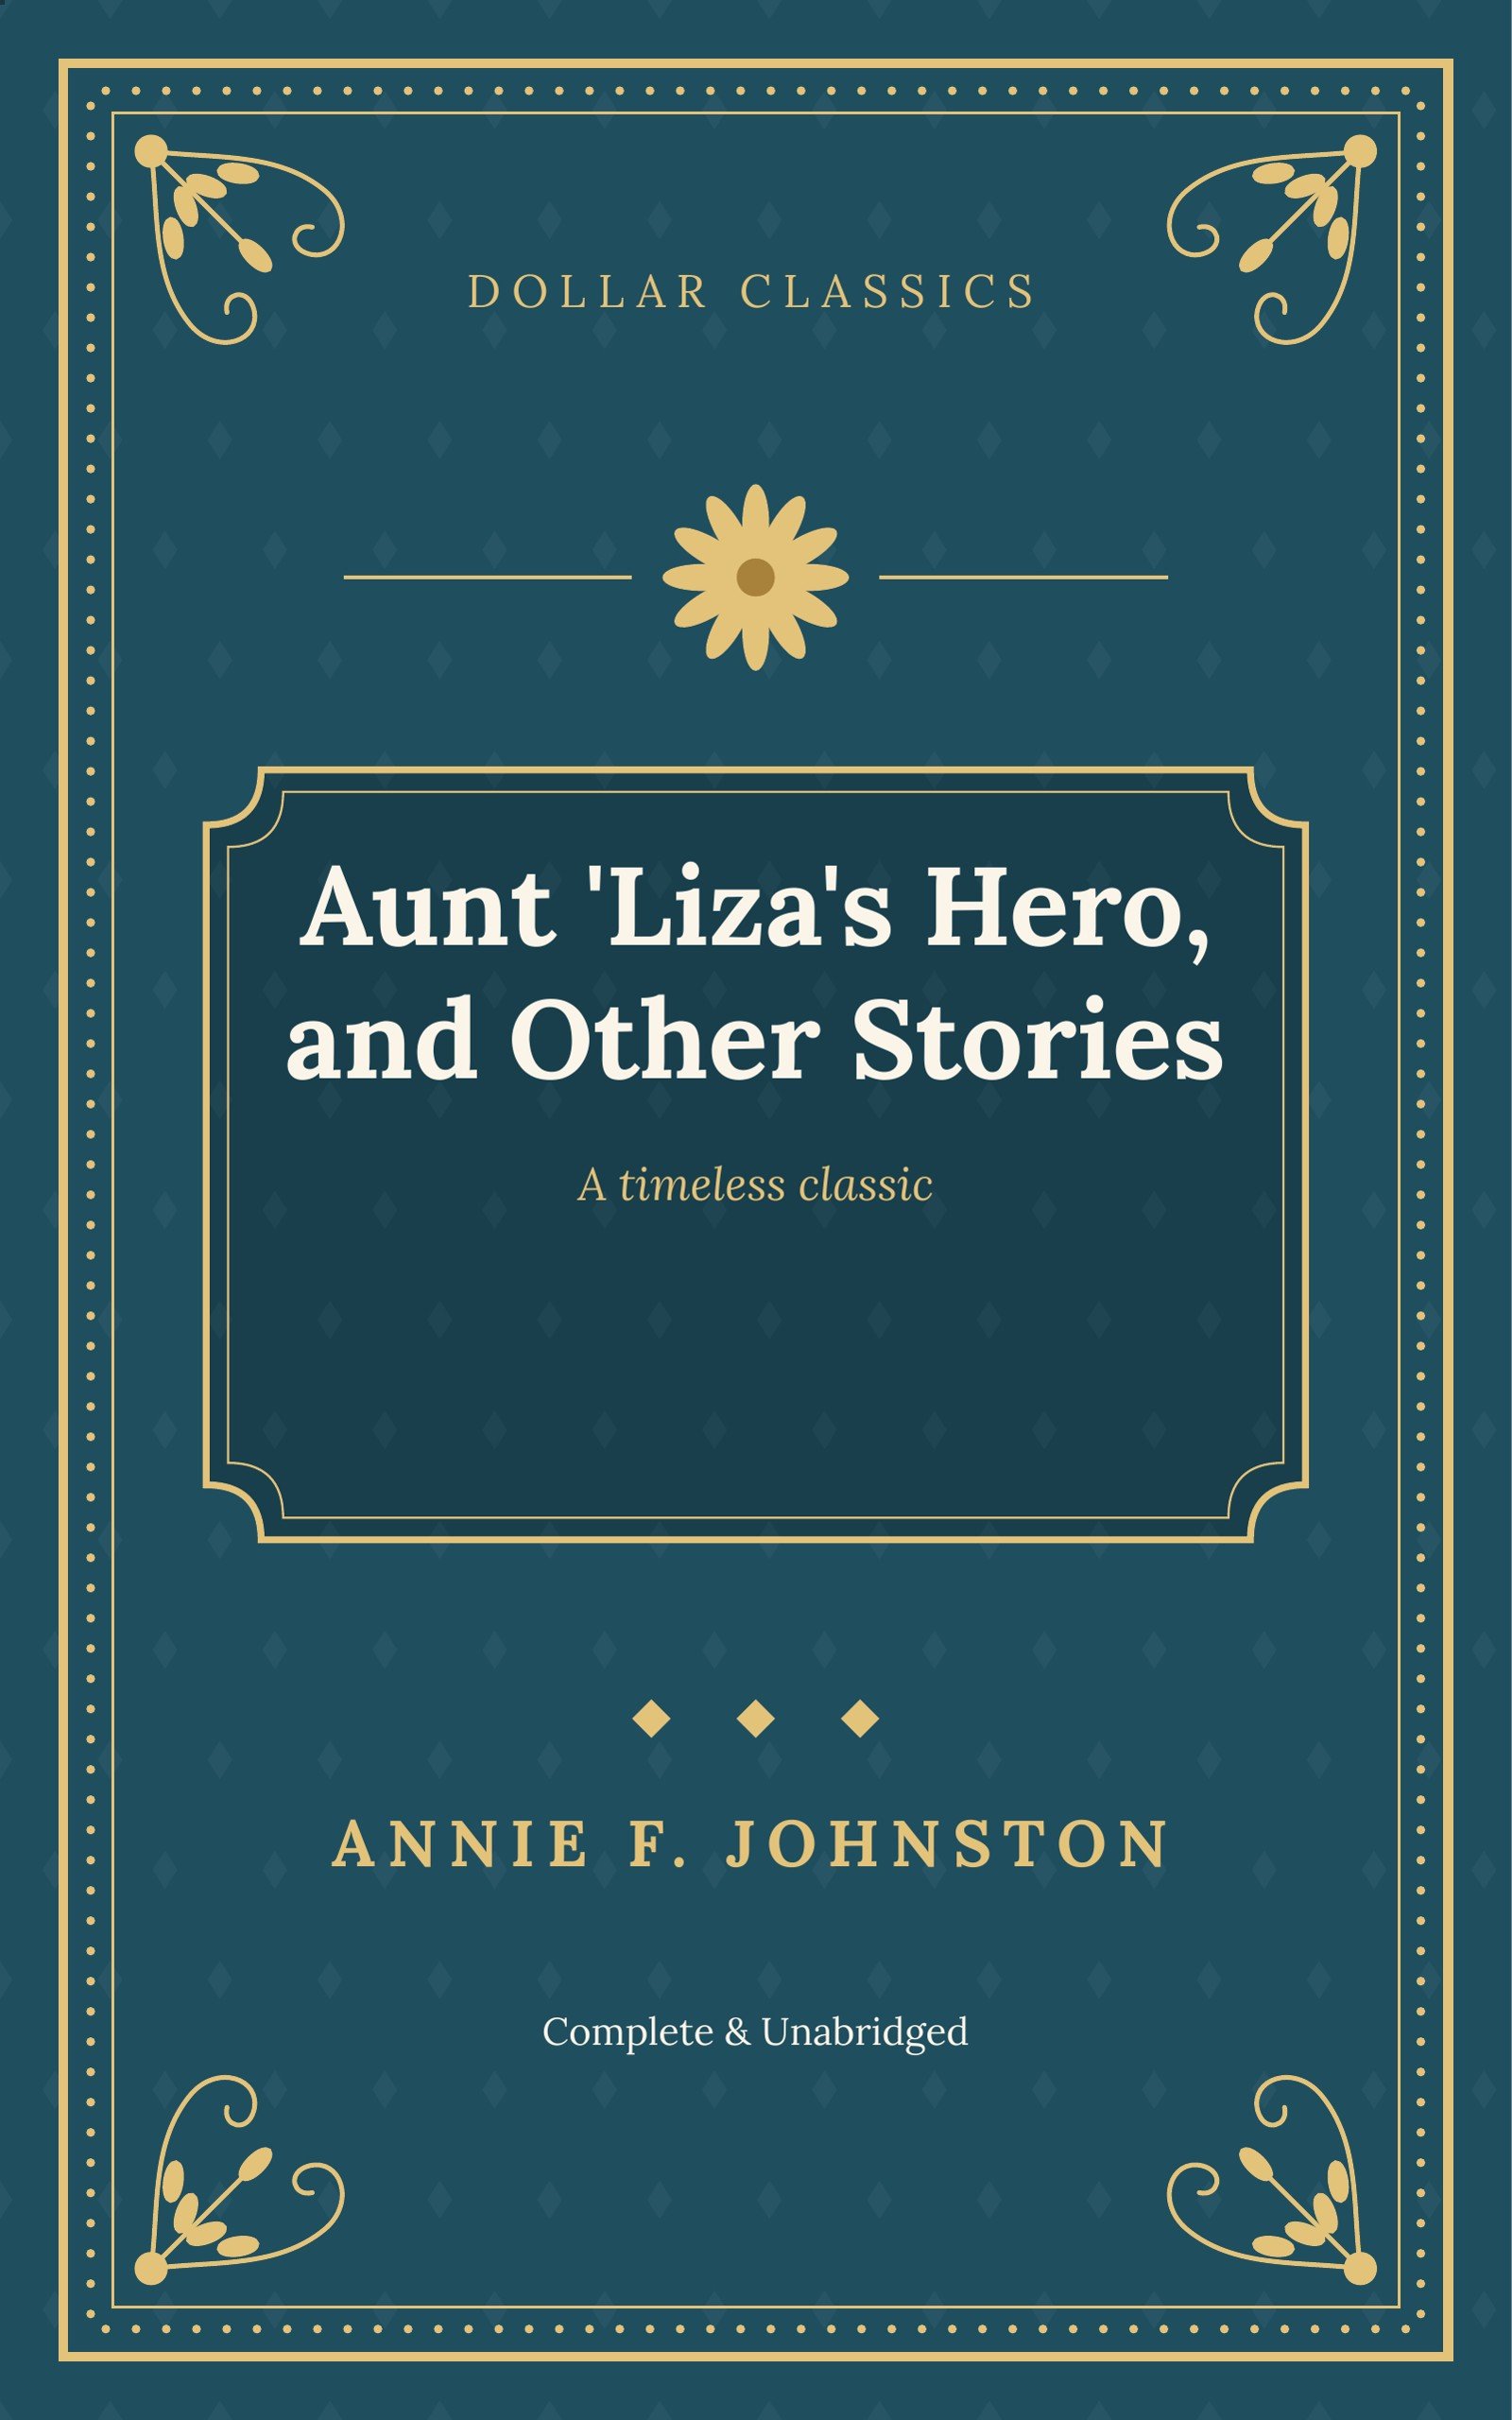 DOLLAR CLASSICS
Aunt 'Liza's Hero,
and Other Stories
A timeless classic
ANNIE F. JOHNSTON
Complete & Unabridged